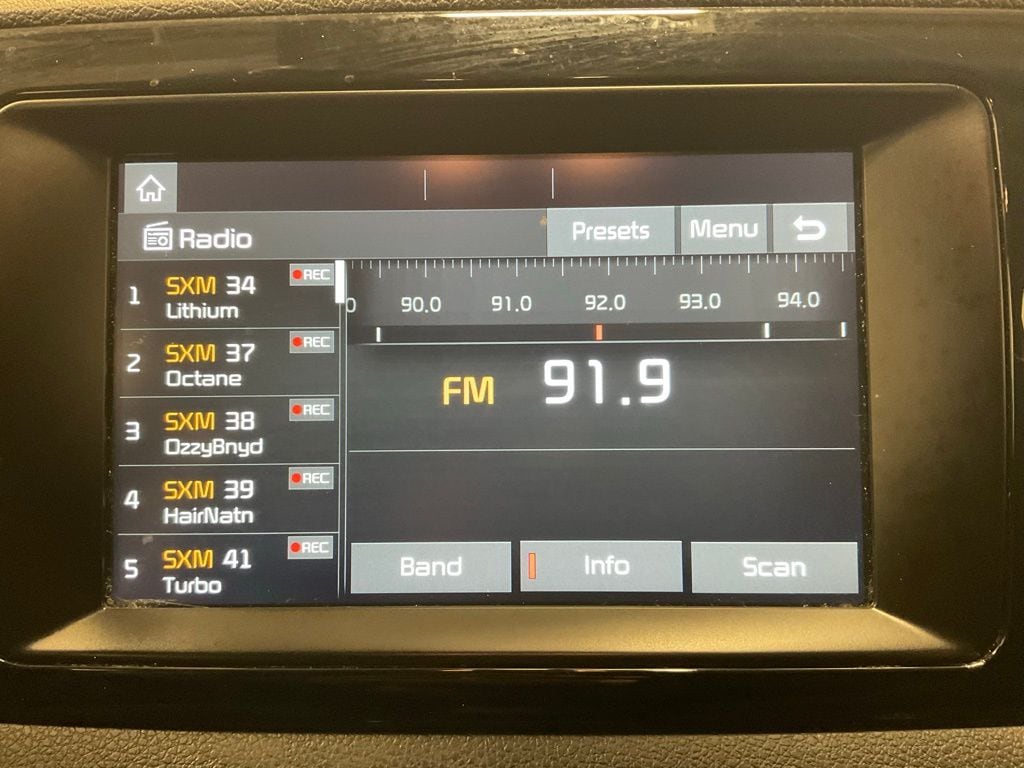 Radio
Presets
Menu
1 SXM 34 REC
Lithium
2 SXM 37 REC
Octane
3 SXM 38 REC
OzzyBnyd
4 SXM 39 REC
HairNatn
5 SXM 41 REC
Turbo
0 90.0 91.0 92.0 93.0 94.0
FM 91.9
Band
Info
Scan